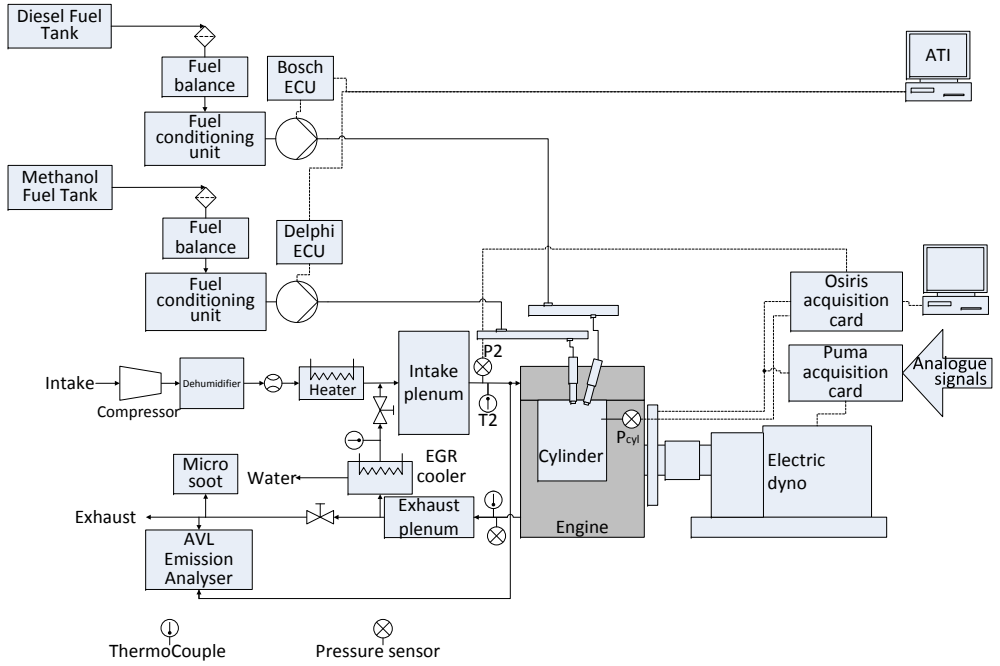 Diesel Fuel
Tank
Fuel
balance
Bosch
ECU
ATI
Fuel
conditioning
unit
Methanol
Fuel Tank
Fuel
balance
Delphi
ECU
Fuel
conditioning
unit
Osiris
acquisition
card
Puma
acquisition
card
Analogue
signals
Intake
Compressor
Dehumidifier
Heater
Intake
plenum
P2
T2
Pcyl
Cylinder
Engine
Electric
dyno
Micro
soot
Water
EGR
cooler
Exhaust
Exhaust
plenum
AVL
Emission
Analyser
ThermoCouple
Pressure sensor